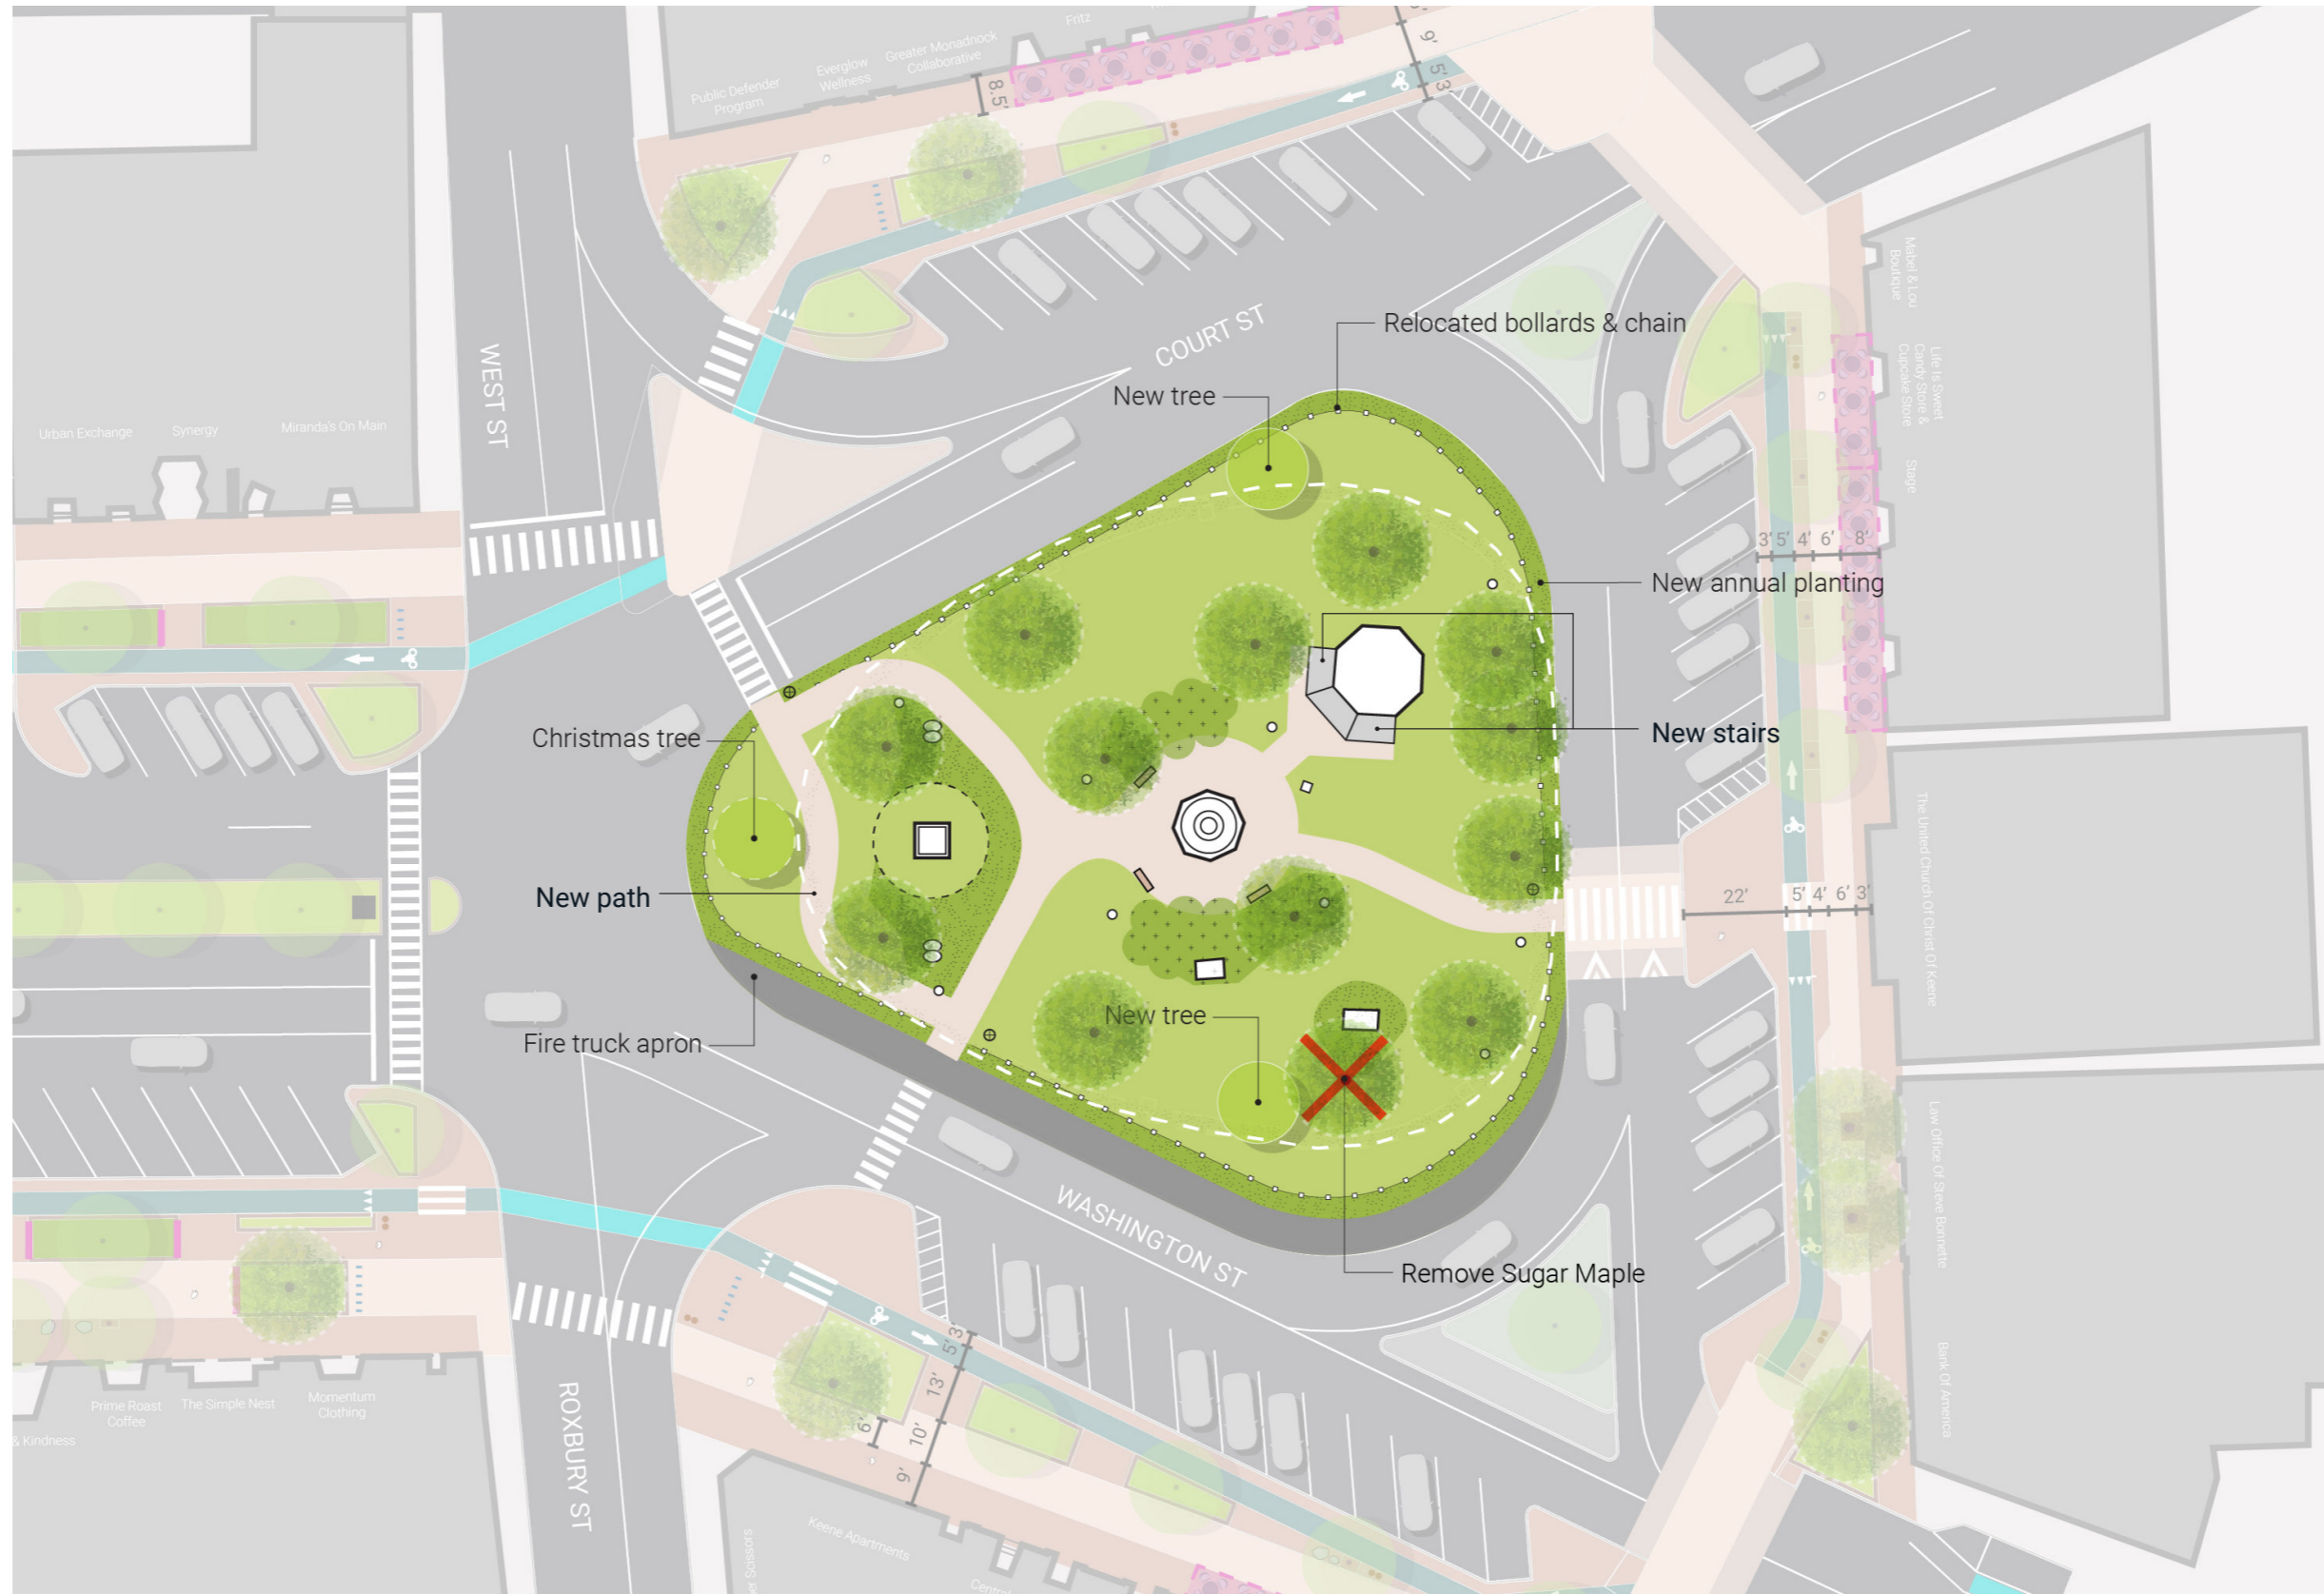 Fritz
Greater Monadnock
Collaborative
Everglow
Wellness
Public Defender
Program
8.5'
9'
5'
3'
WEST ST
COURT ST
Relocated bollards & chain
New tree
Mabel & Lou
Boutique
Life Is Sweet
Candy Store &
Cupcake Store
Stage
Urban Exchange
Synergy
Miranda's On Main
3' 5' 4' 6' 8'
New annual planting
Christmas tree
New stairs
New path
22' 5' 4' 6' 3'
The United Church Of Christ Of Keene
Fire truck apron
New tree
Law Office Of Steve Bonnette
WASHINGTON ST
Remove Sugar Maple
3'
5'
13'
10'
6'
9'
Prime Roast
Coffee
The Simple Nest
Momentum
Clothing
& Kindness
ROXBURY ST
Bank Of America
Keene Apartments
Scissors
Central